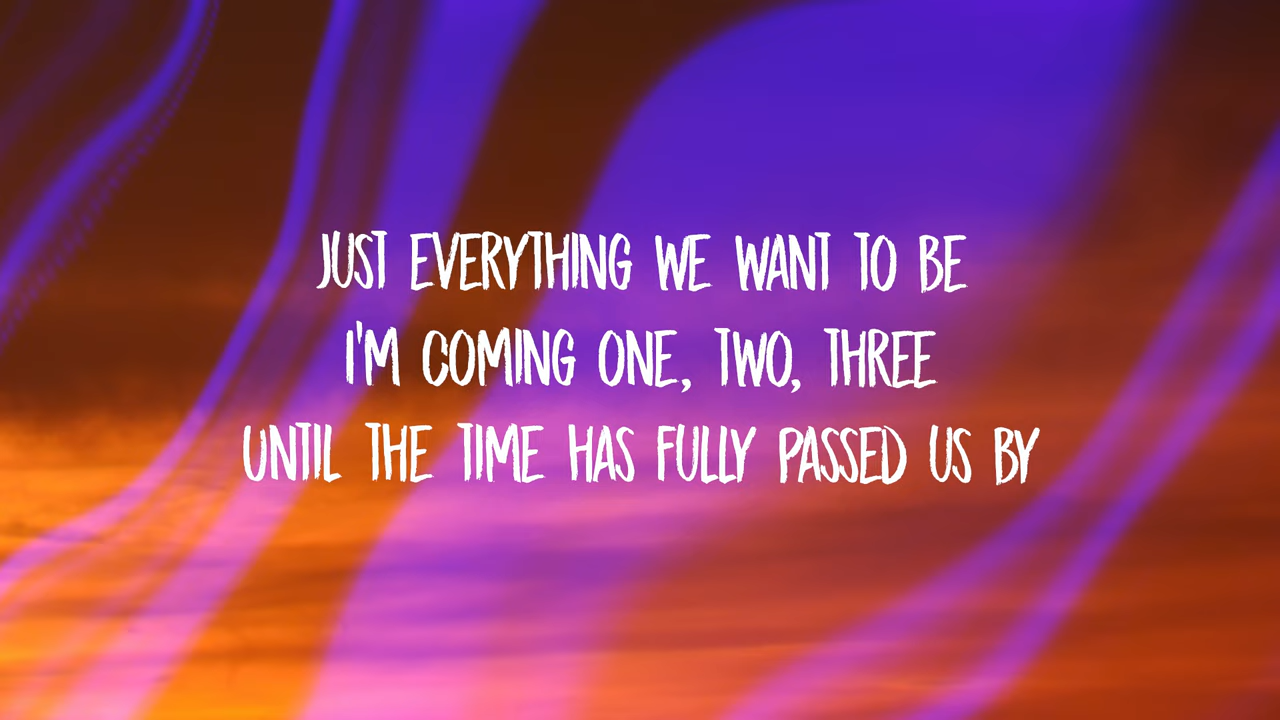 JUST EVERYTHING WE WANT TO BE
I'M COMING ONE, TWO, THREE
UNTIL THE TIME HAS FULLY PASSED US BY